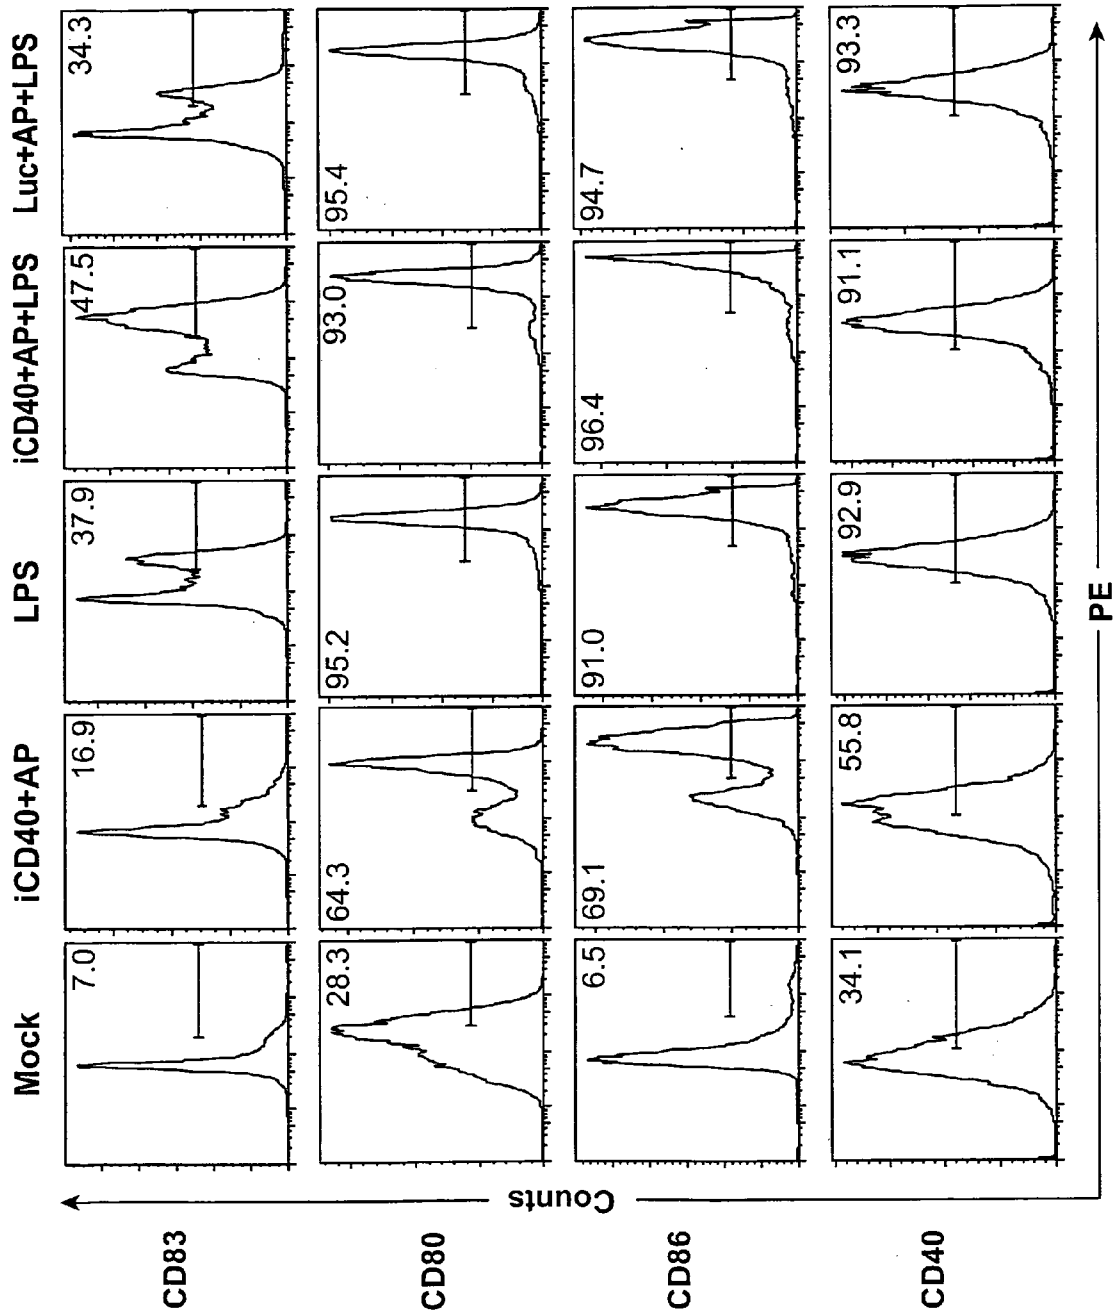 Mock iCD40+AP LPS iCD40+AP+LPS Luc+AP+LPS
CD83 7.0 16.9 37.9 47.5 34.3
CD80 28.3 64.3 95.2 93.0 95.4
CD86 6.5 69.1 91.0 96.4 94.7
CD40 34.1 55.8 92.9 91.1 93.3
Counts
PE